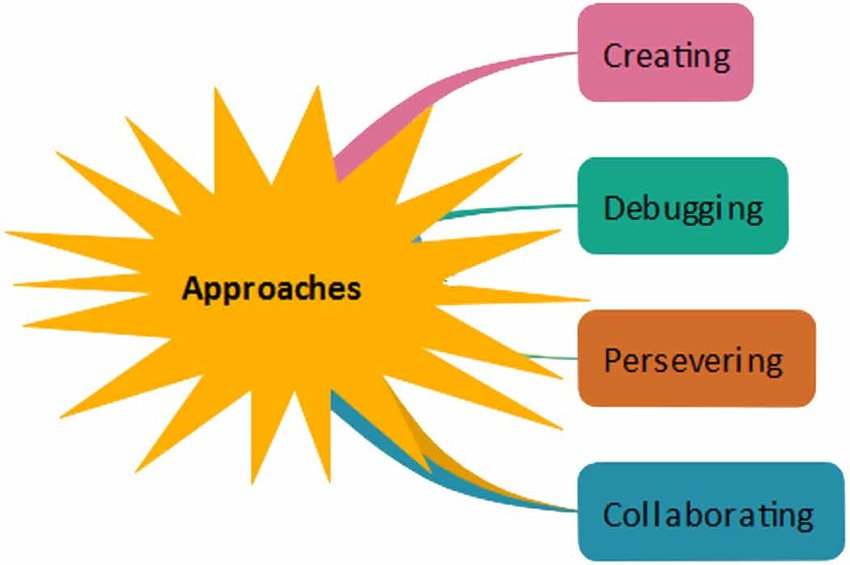 Creating
Debugging
Approaches
Persevering
Collaborating